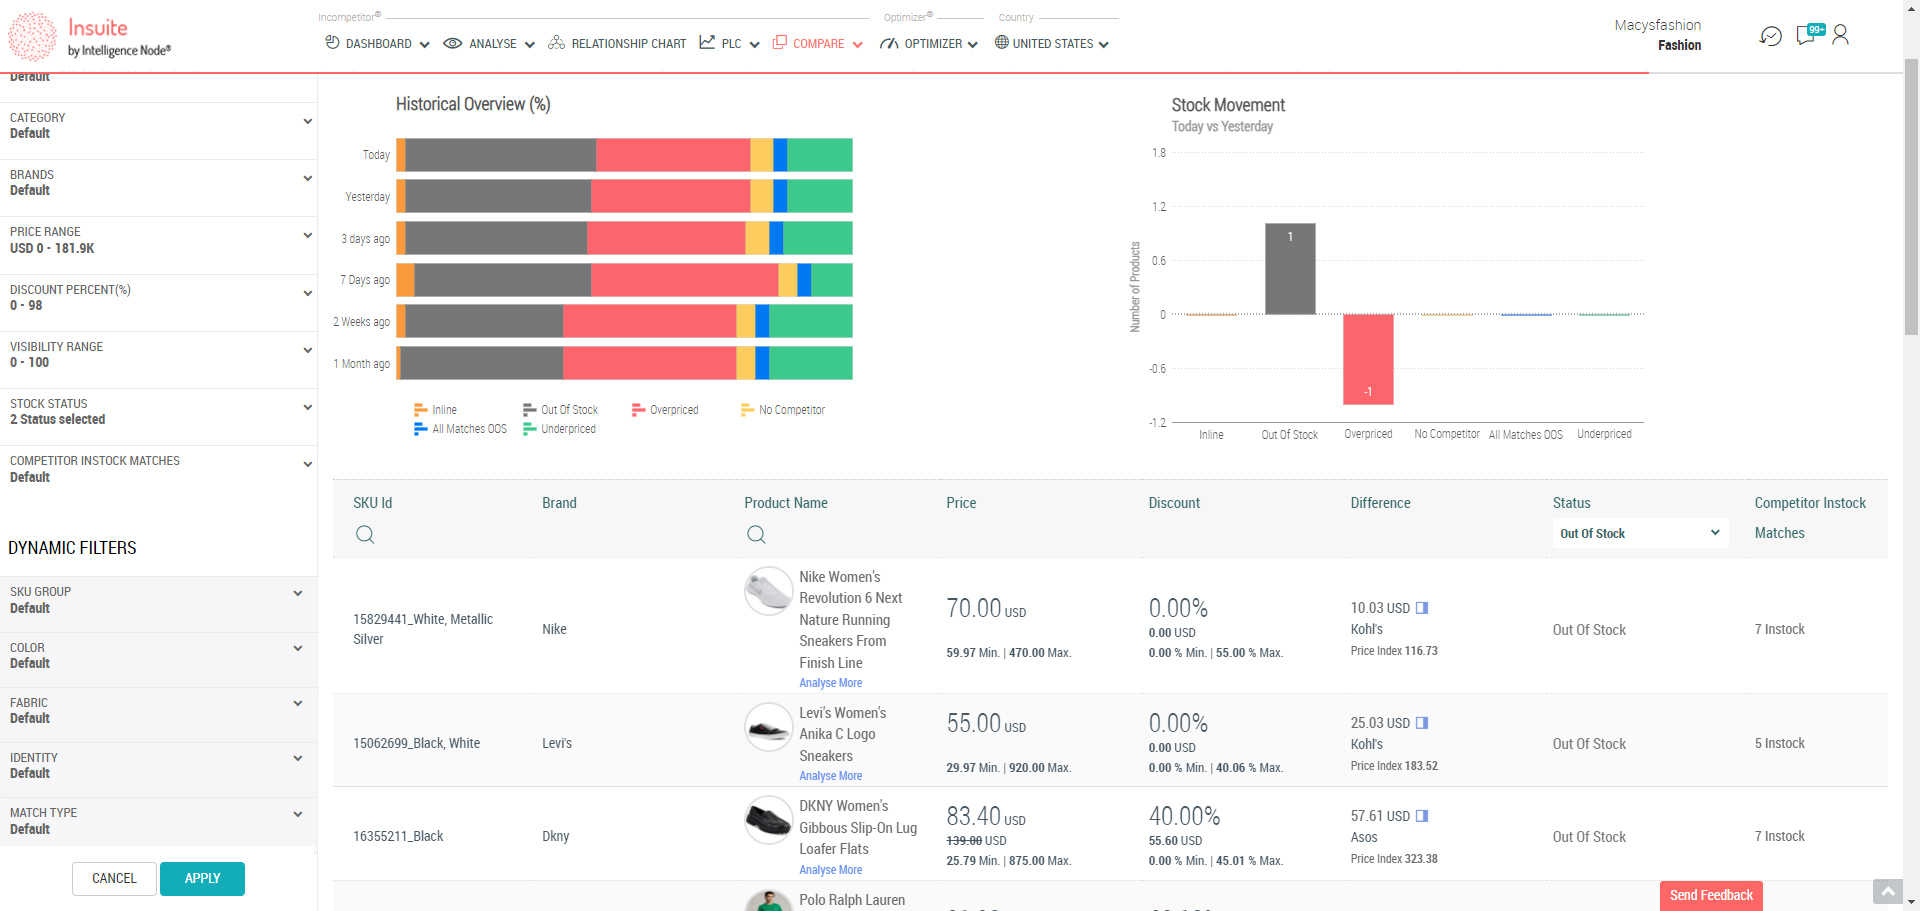 Insuite
by Intelligence Node®
Incompetitor®
Optimizer®
Country
DASHBOARD
ANALYSE
RELATIONSHIP CHART
PLC
COMPARE
OPTIMIZER
UNITED STATES
Macysfashion
Fashion
99+
Default
CATEGORY
Default
BRANDS
Default
PRICE RANGE
USD 0 - 181.9K
DISCOUNT PERCENT(%)
0 - 98
VISIBILITY RANGE
0 - 100
STOCK STATUS
2 Status selected
COMPETITOR INSTOCK MATCHES
Default
DYNAMIC FILTERS
SKU GROUP
Default
COLOR
Default
FABRIC
Default
IDENTITY
Default
MATCH TYPE
Default
CANCEL
APPLY
Historical Overview (%)
Today
Yesterday
3 days ago
7 Days ago
2 Weeks ago
1 Month ago
Inline
Out Of Stock
Overpriced
No Competitor
All Matches OOS
Underpriced
Stock Movement
Today vs Yesterday
Number of Products
1.8
1.2
0.6
0
-0.6
-1.2
1
-1
Inline
Out Of Stock
Overpriced
No Competitor
All Matches OOS
Underpriced
SKU Id
Brand
Product Name
Price
Discount
Difference
Status
Out Of Stock
Competitor Instock
Matches
15829441_White, Metallic
Silver
Nike
Nike Women's
Revolution 6 Next
Nature Running
Sneakers From
Finish Line
Analyse More
70.00 USD
59.97 Min. | 470.00 Max.
0.00%
0.00 USD
0.00 % Min. | 55.00 % Max.
10.03 USD
Kohl's
Price Index 116.73
Out Of Stock
7 Instock
15062699_Black, White
Levi's
Levi's Women's
Anika C Logo
Sneakers
Analyse More
55.00 USD
29.97 Min. | 920.00 Max.
0.00%
0.00 USD
0.00 % Min. | 40.06 % Max.
25.03 USD
Kohl's
Price Index 183.52
Out Of Stock
5 Instock
16355211_Black
Dkny
DKNY Women's
Gibbous Slip-On Lug
Loafer Flats
Analyse More
83.40 USD
139.00 USD
25.79 Min. | 875.00 Max.
40.00%
55.60 USD
0.00 % Min. | 45.01 % Max.
57.61 USD
Asos
Price Index 323.38
Out Of Stock
7 Instock
Polo Ralph Lauren
Send Feedback